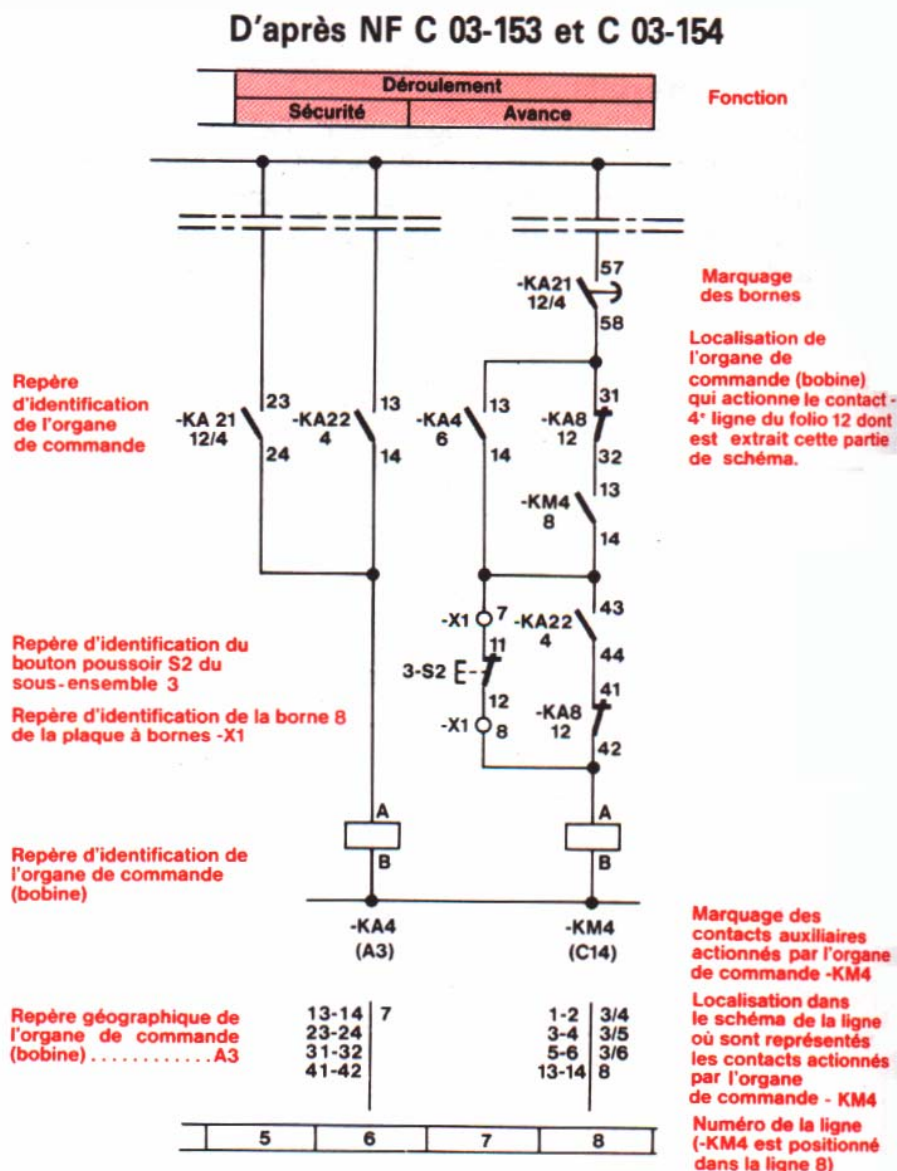 D'après NF C 03-153 et C 03-154
Déroulement
Sécurité
Avance
Fonction
57
-KA21
12/4
58
Marquage
des bornes
Localisation de
l'organe de
commande (bobine)
qui actionne le contact -
4e ligne du folio 12 dont
est extrait cette partie
de schéma.
Repère
d'identification
de l'organe
de commande
23
-KA 21
12/4
24
13
-KA22
4
14
13
-KA4
6
14
31
-KA8
12
32
13
-KM4
8
14
-X1 7
11
3-S2
12
-X1 8
43
-KA22
4
44
41
-KA8
12
42
Repère d'identification du
bouton poussoir S2 du
sous-ensemble 3
Repère d'identification de la borne 8
de la plaque à bornes -X1
A
B
A
B
Repère d'identification de
l'organe de commande
(bobine)
-KA4
(A3)
-KM4
(C14)
Marquage des
contacts auxiliaires
actionnés par l'organe
de commande -KM4
Repère géographique de
l'organe de commande
(bobine) ............ A3
13-14 7
23-24
31-32
41-42
1-2 3/4
3-4 3/5
5-6 3/6
13-14 8
Localisation dans
le schéma de la ligne
où sont représentés
les contacts actionnés
par l'organe
de commande - KM4
Numéro de la ligne
(-KM4 est positionné
dans la ligne 8)
5 6 7 8